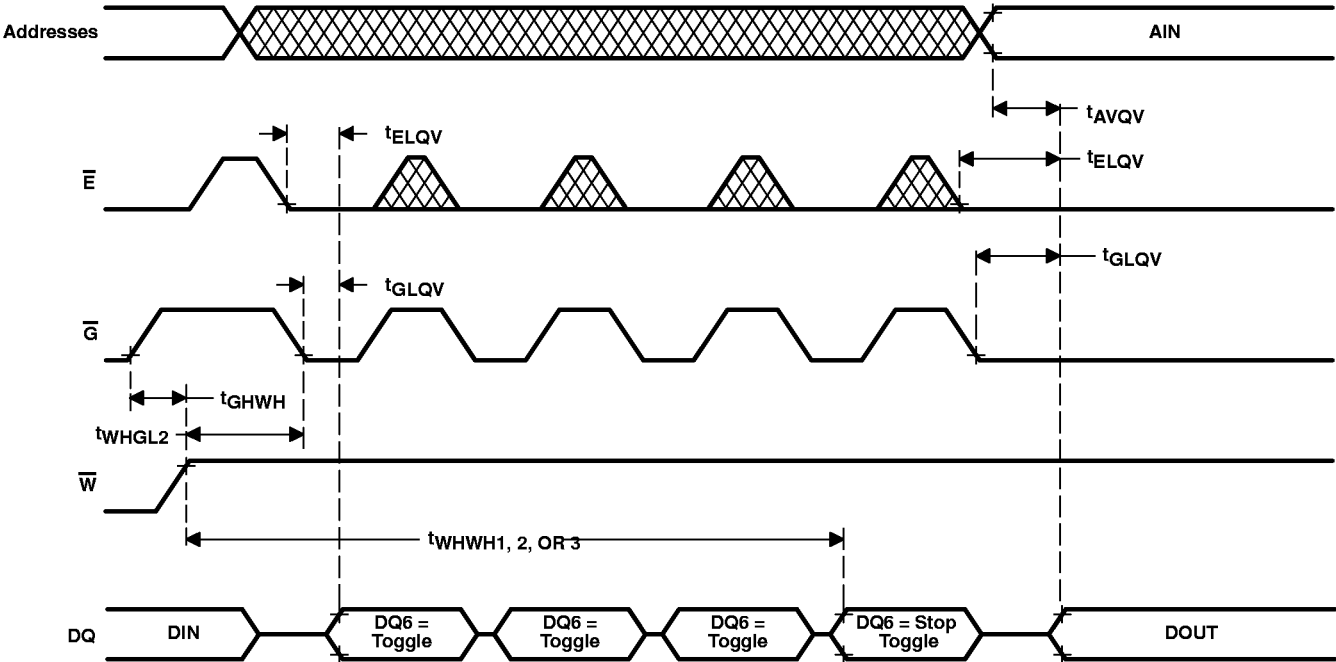 Addresses
AIN
tAVQV
tELQV
tELQV
E
tGLQV
tGLQV
G
tGHWH
tWHGL2
W
tWHWH1, 2, OR 3
DQ
DIN
DQ6 =
Toggle
DQ6 =
Toggle
DQ6 =
Toggle
DQ6 = Stop
Toggle
DOUT